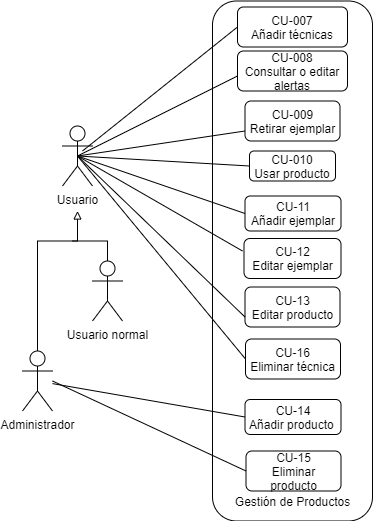 CU-007
Añadir técnicas
CU-008
Consultar o editar
alertas
CU-009
Retirar ejemplar
CU-010
Usar producto
Usuario
CU-11
Añadir ejemplar
CU-12
Editar ejemplar
CU-13
Editar producto
Usuario normal
CU-16
Eliminar técnica
Administrador
CU-14
Añadir producto
CU-15
Eliminar
producto
Gestión de Productos